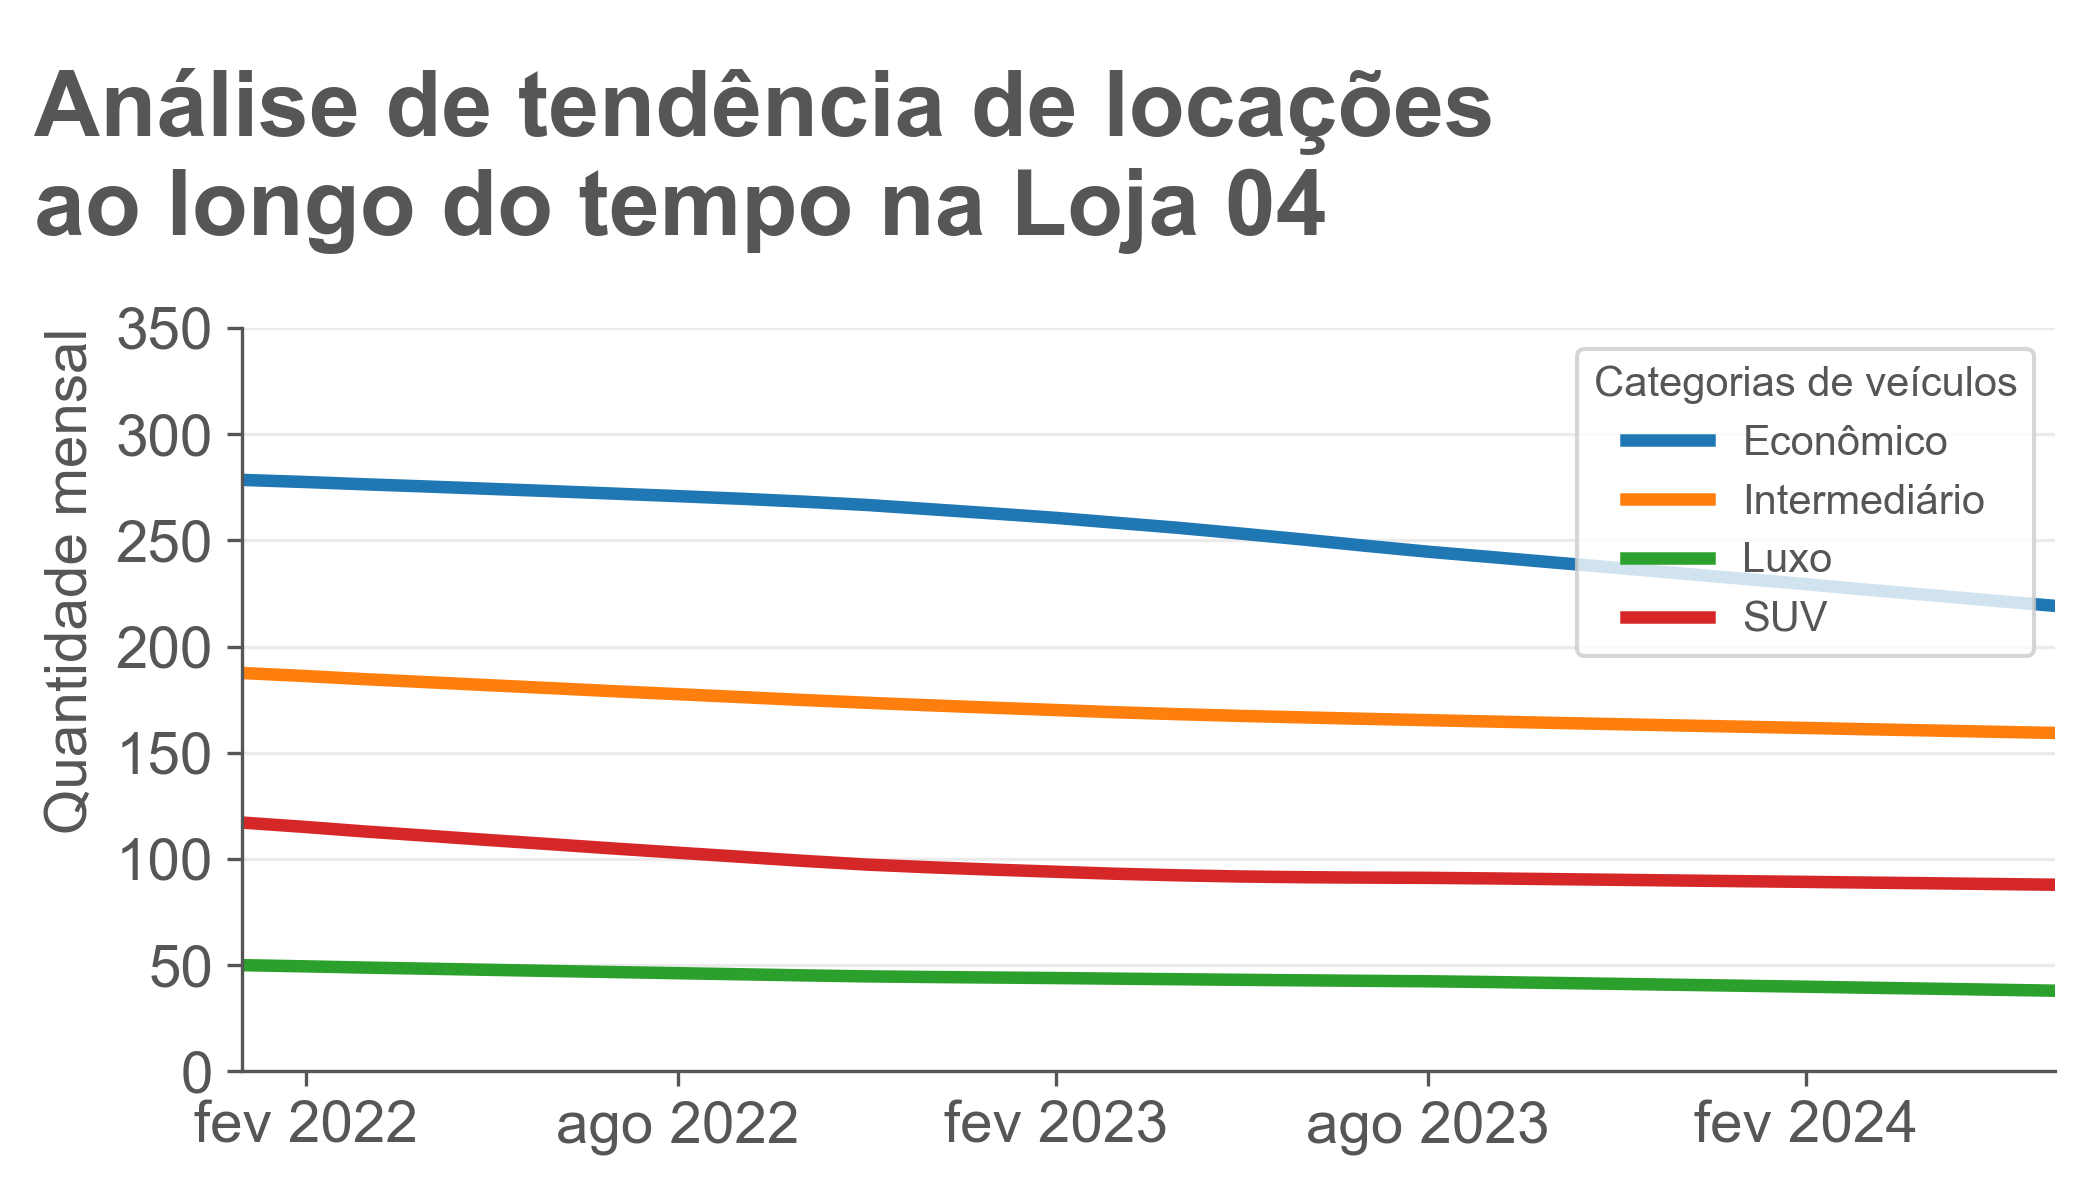 Análise de tendência de locações
ao longo do tempo na Loja 04
Quantidade mensal
350
300
250
200
150
100
50
0
Categorias de veículos
Econômico
Intermediário
Luxo
SUV
fev 2022
ago 2022
fev 2023
ago 2023
fev 2024